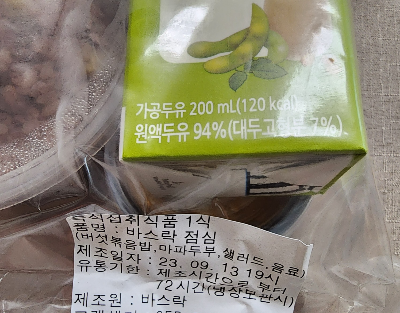 가공두유 200 mL(120 kcal)
원액두유 94%(대두고형분 7%)
즉석섭취식품 1식
품명 : 바스락 점심
(버섯볶음밥,마파두부,샐러드,음료)
제조일자 : 23. 09. 13 19시
유통기한 : 제조시간으로 부터
72시간(냉장보관시)
제조원 : 바스락